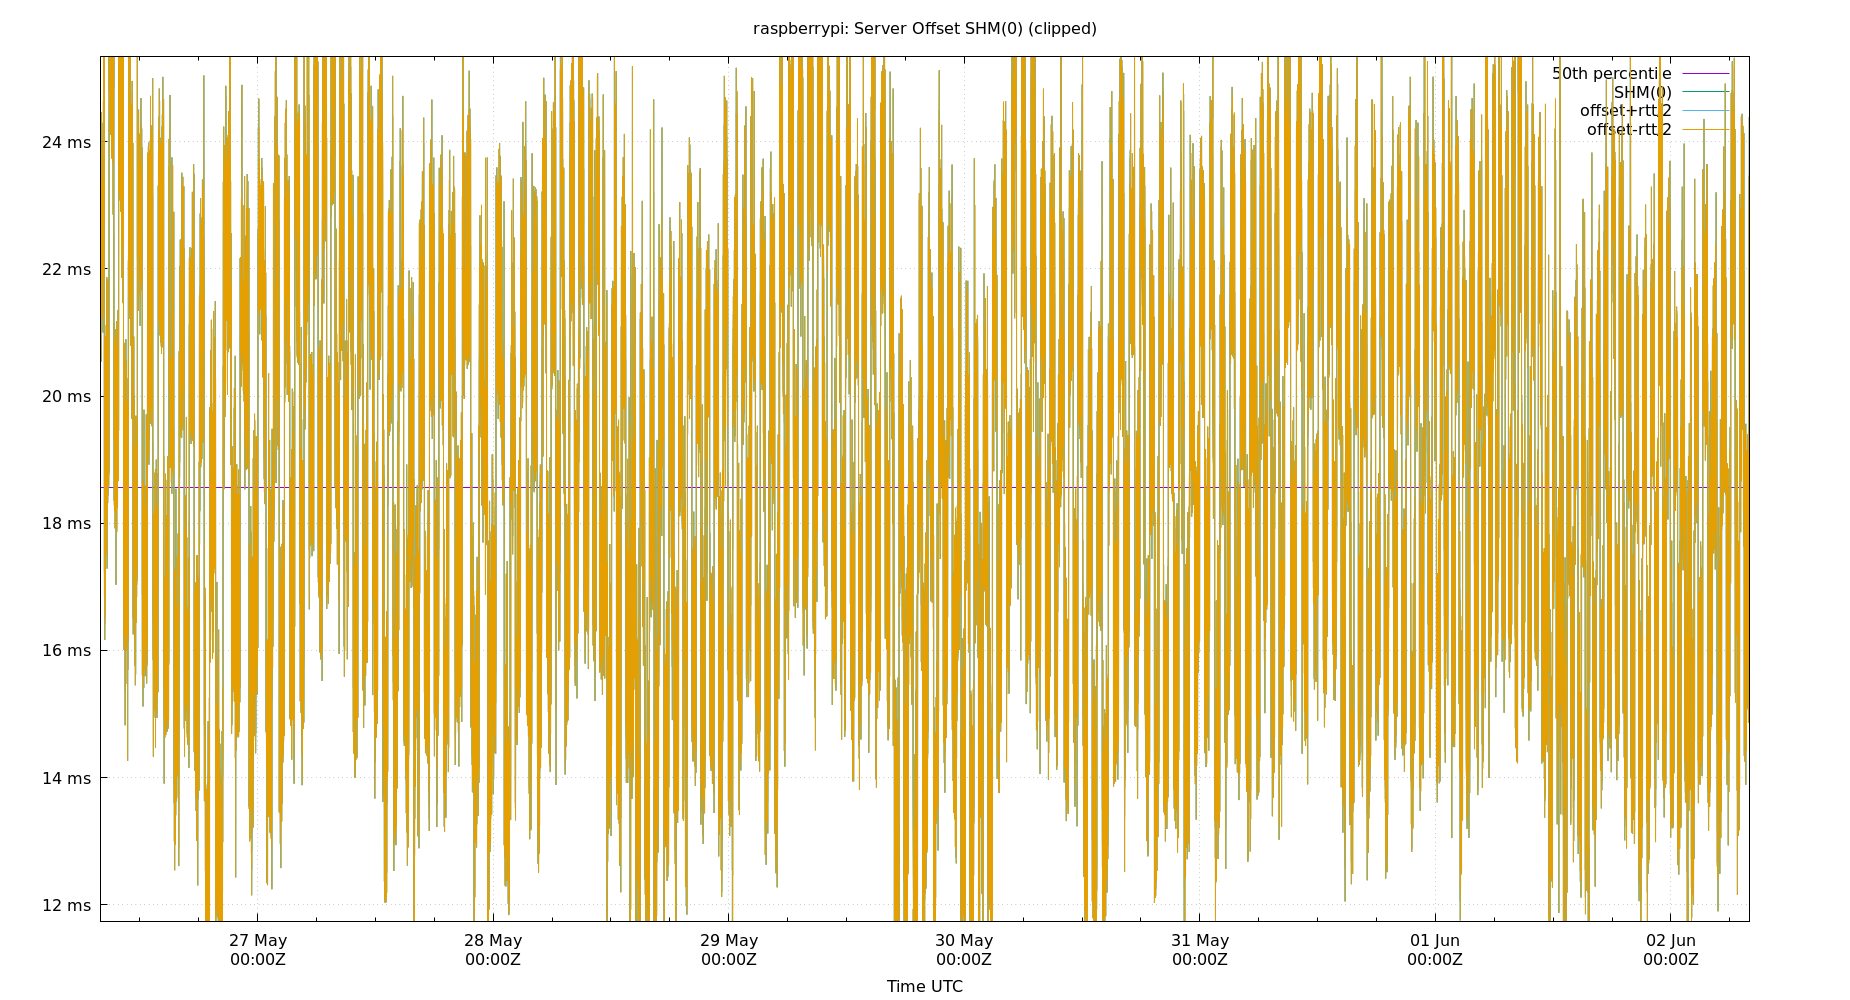 raspberrypi: Server Offset SHM(0) (clipped)
50th percentile
SHM(0)
offset+rtt/2
offset-rtt/2
24 ms
22 ms
20 ms
18 ms
16 ms
14 ms
12 ms
27 May 28 May 29 May 30 May 31 May 01 Jun 02 Jun
00:00Z 00:00Z 00:00Z 00:00Z 00:00Z 00:00Z 00:00Z
Time UTC